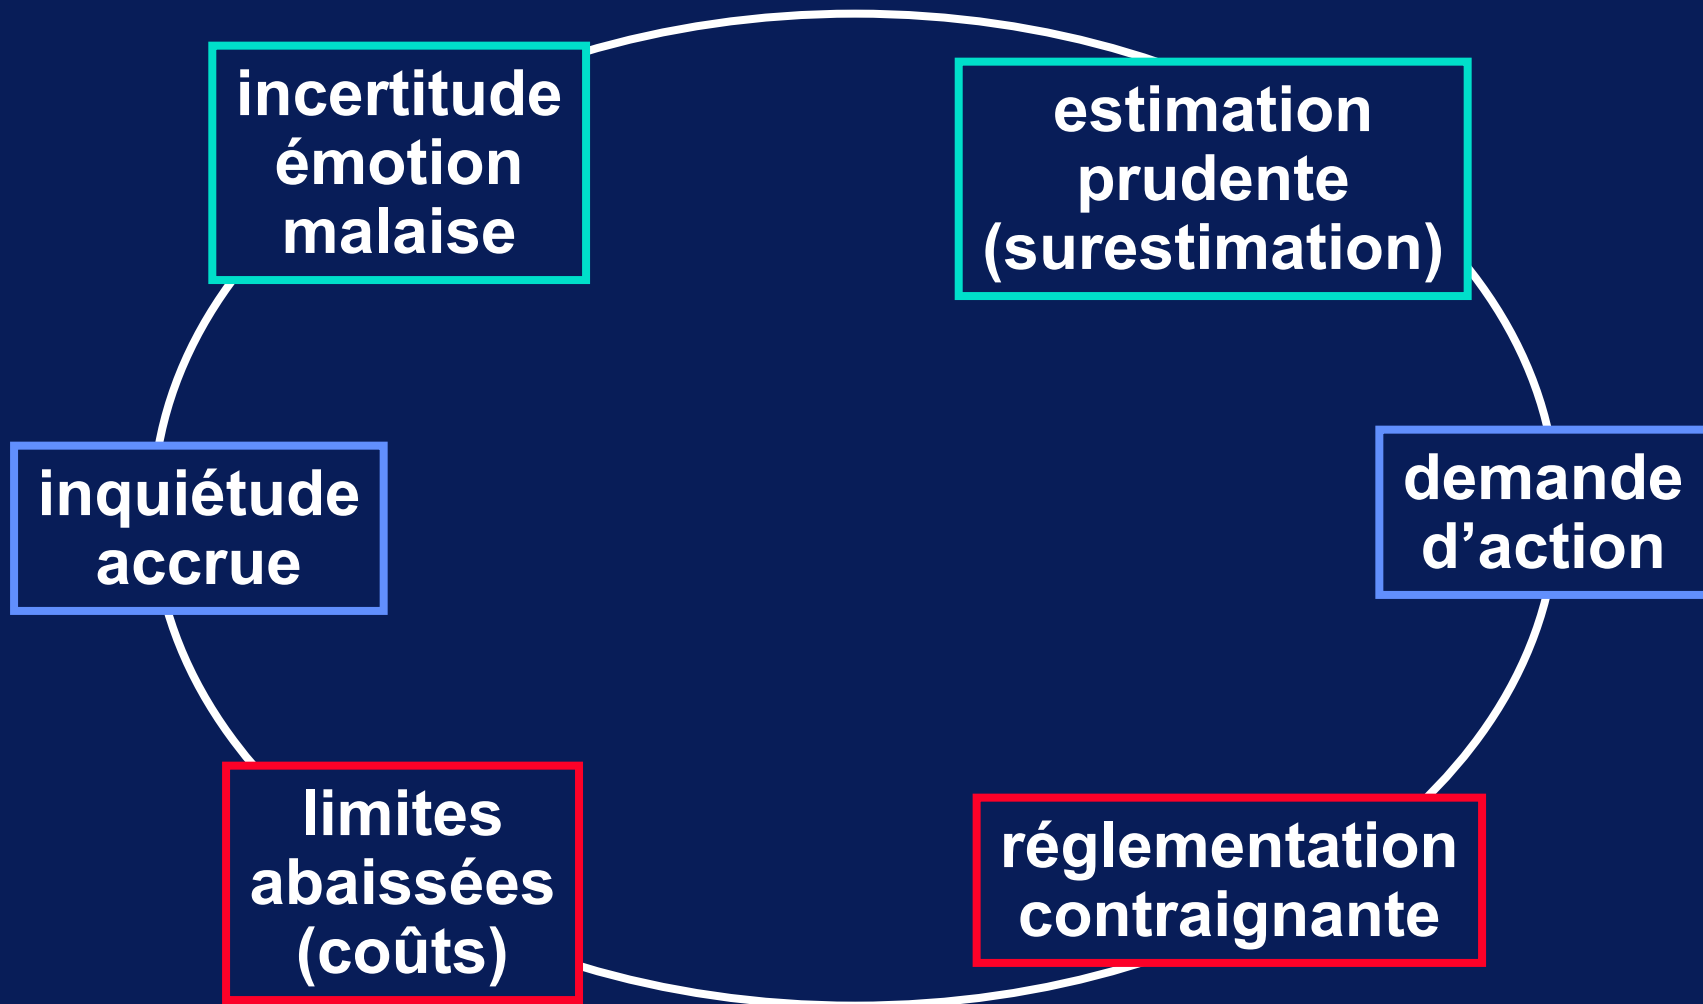 incertitude
émotion
malaise
estimation
prudente
(surestimation)
demande
d’action
réglementation
contraignante
limites
abaissées
(coûts)
inquiétude
accrue